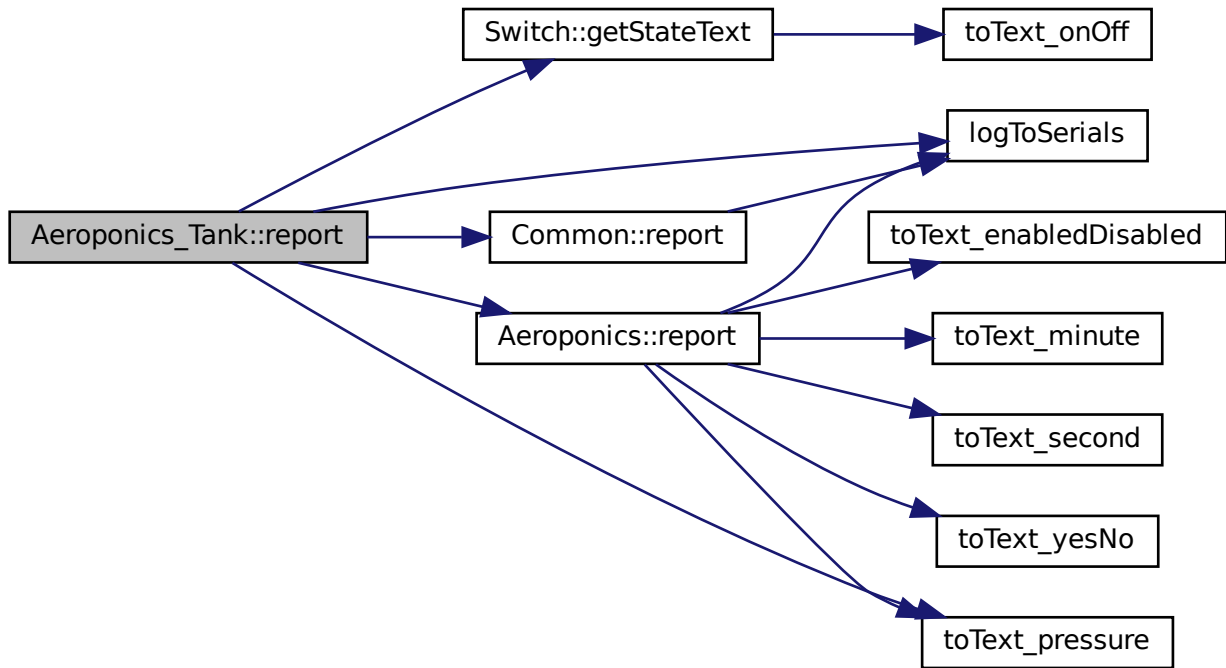 Switch::getStateText
toText_onOff
logToSerials
Aeroponics_Tank::report
Common::report
toText_enabledDisabled
Aeroponics::report
toText_minute
toText_second
toText_yesNo
toText_pressure